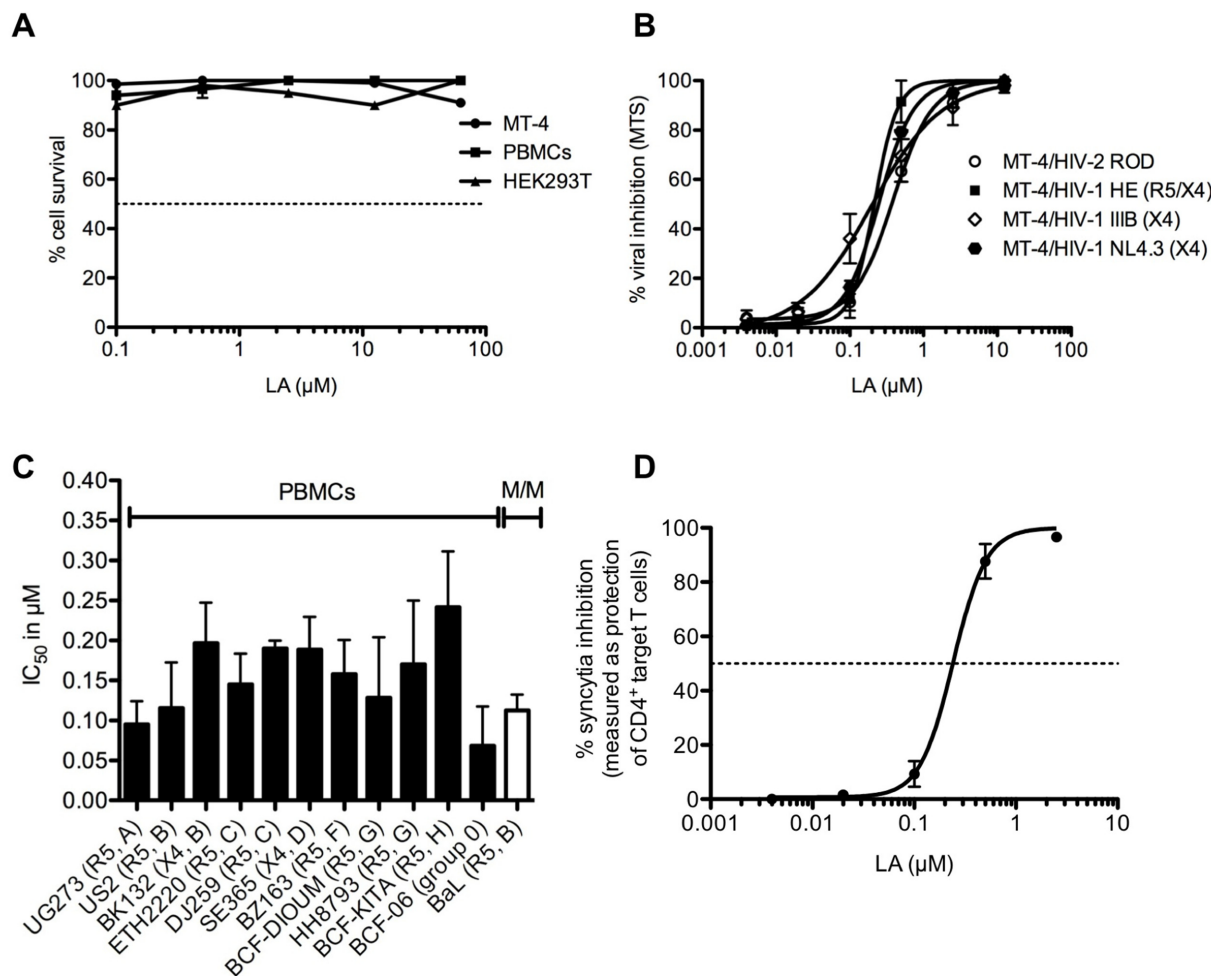 A
% cell survival
100
80
60
40
20
0
0.1
1
10
100
LA (µM)
MT-4
PBMCs
HEK293T
B
% viral inhibition (MTS)
100
80
60
40
20
0
0.001
0.01
0.1
1
10
100
LA (µM)
MT-4/HIV-2 ROD
MT-4/HIV-1 HE (R5/X4)
MT-4/HIV-1 IIIB (X4)
MT-4/HIV-1 NL4.3 (X4)
C
IC50 in µM
0.40
0.35
0.30
0.25
0.20
0.15
0.10
0.05
0.00
PBMCs
M/M
UG273 (R5, A)
US2 (R5, B)
BK132 (X4, B)
ETH2220 (R5, C)
DJ259 (R5, C)
SE365 (X4, D)
BZ163 (R5, F)
BCF-DIOUM (R5, G)
HH8793 (R5, G)
BCF-KITA (R5, H)
BCF-06 (group 0)
BaL (R5, B)
D
% syncytia inhibition
(measured as protection
of CD4+ target T cells)
100
80
60
40
20
0
0.001
0.01
0.1
1
10
LA (µM)